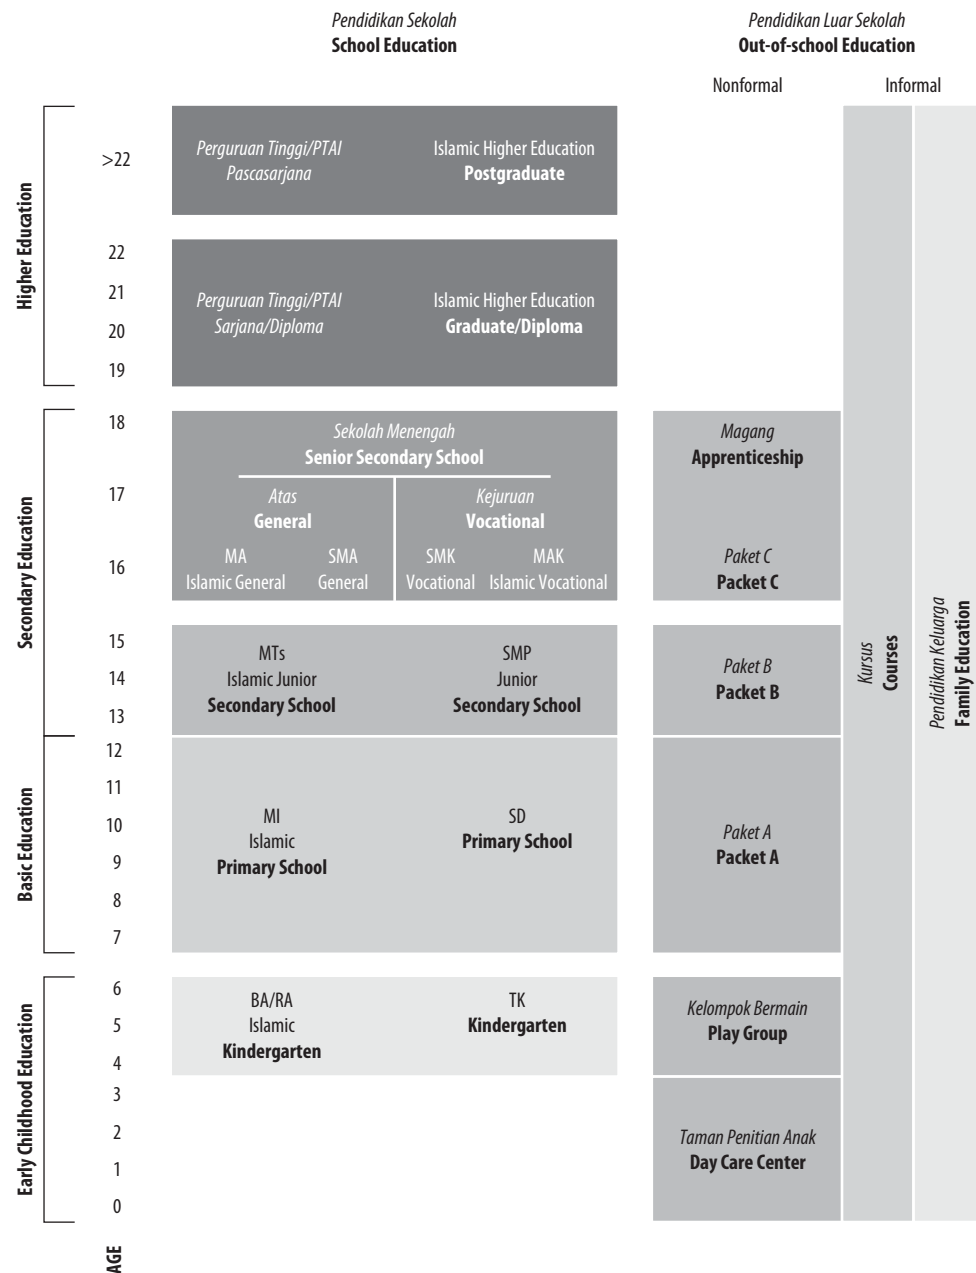 Pendidikan Sekolah
School Education
Pendidikan Luar Sekolah
Out-of-school Education
Nonformal
Informal
Higher Education
>22
Perguruan Tinggi/PTAI
Pascasarjana
Islamic Higher Education
Postgraduate
22
21
20
19
Perguruan Tinggi/PTAI
Sarjana/Diploma
Islamic Higher Education
Graduate/Diploma
Secondary Education
18
17
16
Sekolah Menengah
Senior Secondary School
Atas
General
Kejuruan
Vocational
MA
Islamic General
SMA
General
SMK
Vocational
MAK
Islamic Vocational
Magang
Apprenticeship
Paket C
Packet C
15
14
13
MTs
Islamic Junior
Secondary School
SMP
Junior
Secondary School
Paket B
Packet B
Kursus
Courses
Pendidikan Keluarga
Family Education
Basic Education
12
11
10
9
8
7
MI
Islamic
Primary School
SD
Primary School
Paket A
Packet A
Early Childhood Education
6
5
4
3
2
1
0
BA/RA
Islamic
Kindergarten
TK
Kindergarten
Kelompok Bermain
Play Group
Taman Penitian Anak
Day Care Center
AGE